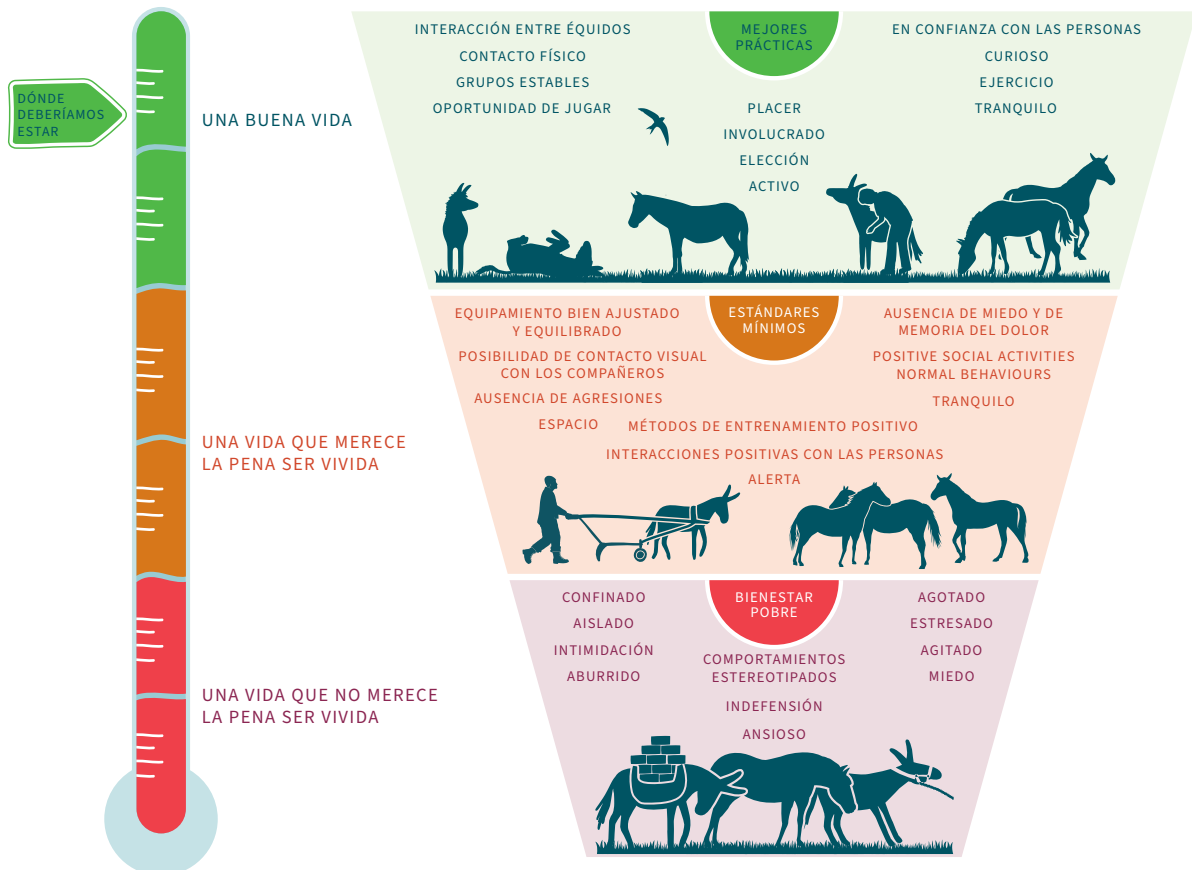 DÓNDE
DEBERÍAMOS
ESTAR
UNA BUENA VIDA
INTERACCIÓN ENTRE ÉQUIDOS
CONTACTO FÍSICO
GRUPOS ESTABLES
OPORTUNIDAD DE JUGAR
MEJORES
PRÁCTICAS
PLACER
INVOLUCRADO
ELECCIÓN
ACTIVO
EN CONFIANZA CON LAS PERSONAS
CURIOSO
EJERCICIO
TRANQUILO
UNA VIDA QUE MERECE
LA PENA SER VIVIDA
EQUIPAMIENTO BIEN AJUSTADO
Y EQUILIBRADO
POSIBILIDAD DE CONTACTO VISUAL
CON LOS COMPAÑEROS
AUSENCIA DE AGRESIONES
ESPACIO
ESTÁNDARES
MÍNIMOS
AUSENCIA DE MIEDO Y DE
MEMORIA DEL DOLOR
POSITIVE SOCIAL ACTIVITIES
NORMAL BEHAVIOURS
TRANQUILO
MÉTODOS DE ENTRENAMIENTO POSITIVO
INTERACCIONES POSITIVAS CON LAS PERSONAS
ALERTA
UNA VIDA QUE NO MERECE
LA PENA SER VIVIDA
CONFINADO
AISLADO
INTIMIDACIÓN
ABURRIDO
BIENESTAR
POBRE
COMPORTAMIENTOS
ESTEREOTIPADOS
INDEFENSIÓN
ANSIOSO
AGOTADO
ESTRESADO
AGITADO
MIEDO